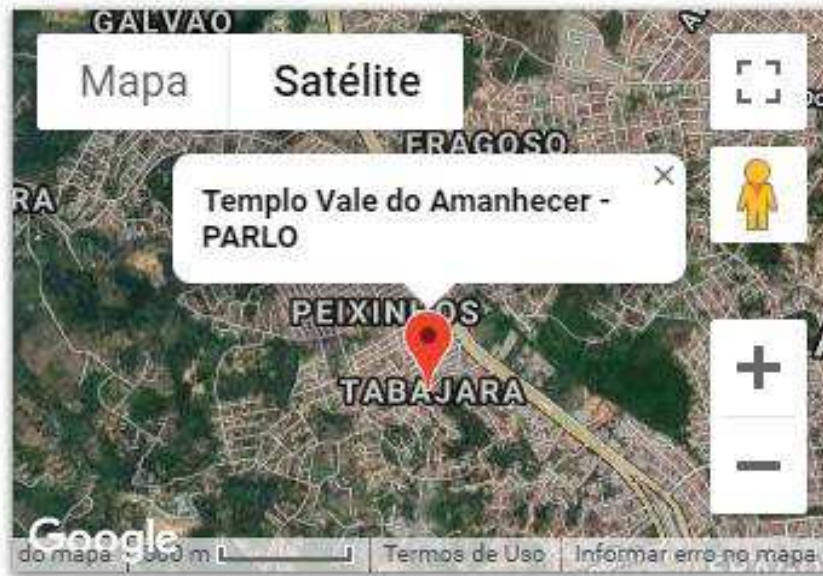 GALVÃO
Mapa
Satélite
FRAGOSO
RA
Templo Vale do Amanhecer -
PARLO
PEIXINHOS
TABAJARA
Google
do mapa
500 m
Termos de Uso
Informar erro no mapa